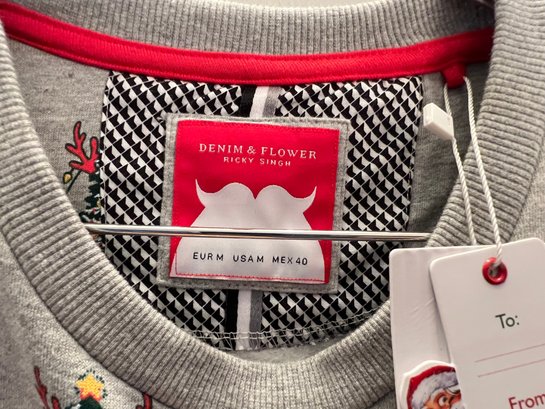 DENIM & FLOWER
RICKY SINGH
EUR M USA M MEX 40
To:
From